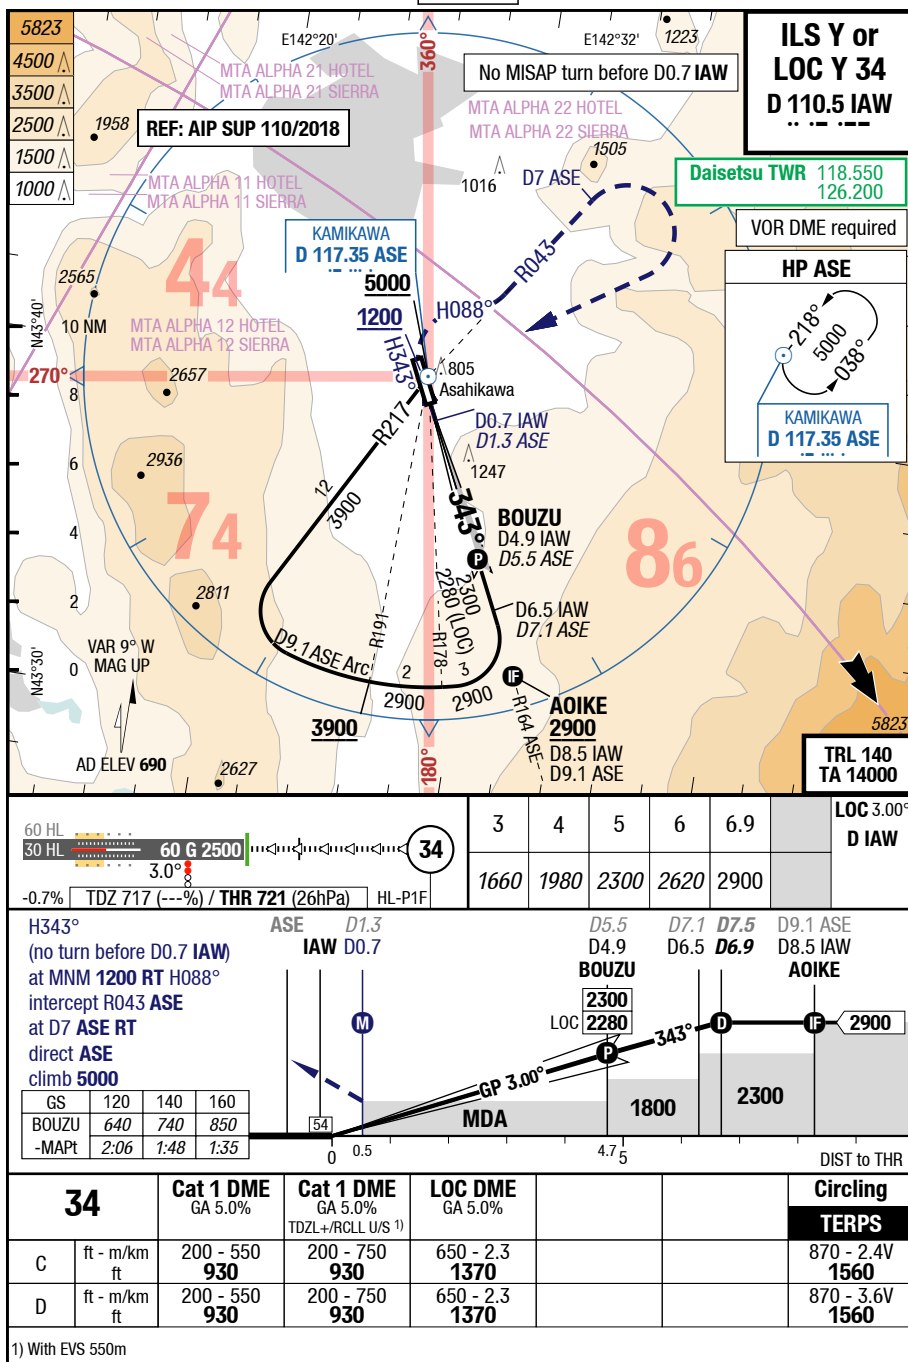 5823
4500
3500
2500
1500
1000
1958
REF: AIP SUP 110/2018
E142°20'
360°
E142°32'
1223
No MISAP turn before D0.7 IAW
ILS Y or
LOC Y 34
D 110.5 IAW
MTA ALPHA 21 HOTEL
MTA ALPHA 21 SIERRA
MTA ALPHA 22 HOTEL
MTA ALPHA 22 SIERRA
MTA ALPHA 11 HOTEL
MTA ALPHA 11 SIERRA
1016
D7 ASE
1505
Daisetsu TWR 118.550
126.200
VOR DME required
KAMIKAWA
D 117.35 ASE
R043
HP ASE
218°
5000
038°
KAMIKAWA
D 117.35 ASE
2565
44
5000
1200
H088°
H343°
N43°40'
10 NM
MTA ALPHA 12 HOTEL
MTA ALPHA 12 SIERRA
270°
2657
805
Asahikawa
8
R217
D0.7 IAW
D1.3 ASE
6
2936
1247
12
3900
74
343°
4
BOUZU
D4.9 IAW
D5.5 ASE
P
86
2300
2280 (LOC)
2
2811
D6.5 IAW
D7.1 ASE
VAR 9° W
MAG UP
D9.1 ASE Arc
R191
R178
0
N43°30'
2
3
2900
2900
IF
AOIKE
2900
D8.5 IAW
D9.1 ASE
R164 ASE
3900
180°
5823
AD ELEV 690
2627
TRL 140
TA 14000
60 HL
30 HL
60 G 2500
34
3.0°
-0.7%
TDZ 717 (---%) / THR 721 (26hPa)
HL-P1F
3 4 5 6 6.9
LOC 3.00°
D IAW
1660 1980 2300 2620 2900
H343°
(no turn before D0.7 IAW)
at MNM 1200 RT H088°
intercept R043 ASE
at D7 ASE RT
direct ASE
climb 5000
ASE D1.3 D5.5 D7.1 D7.5 D9.1 ASE
IAW D0.7 D4.9 D6.5 D6.9 D8.5 IAW
BOUZU
AOIKE
2300
LOC 2280
M
P
343°
D
IF
2900
GP 3.00°
MDA
1800
2300
GS 120 140 160
BOUZU 640 740 850
-MAPt 2:06 1:48 1:35
54
0 0.5 4.7 5
DIST to THR
34
Cat 1 DME
GA 5.0%
Cat 1 DME
GA 5.0%
TDZL+/RCLL U/S 1)
LOC DME
GA 5.0%
Circling
TERPS
C
ft - m/km 200 - 550 200 - 750 650 - 2.3 870 - 2.4V
ft 930 930 1370 1560
D
ft - m/km 200 - 550 200 - 750 650 - 2.3 870 - 3.6V
ft 930 930 1370 1560
1) With EVS 550m